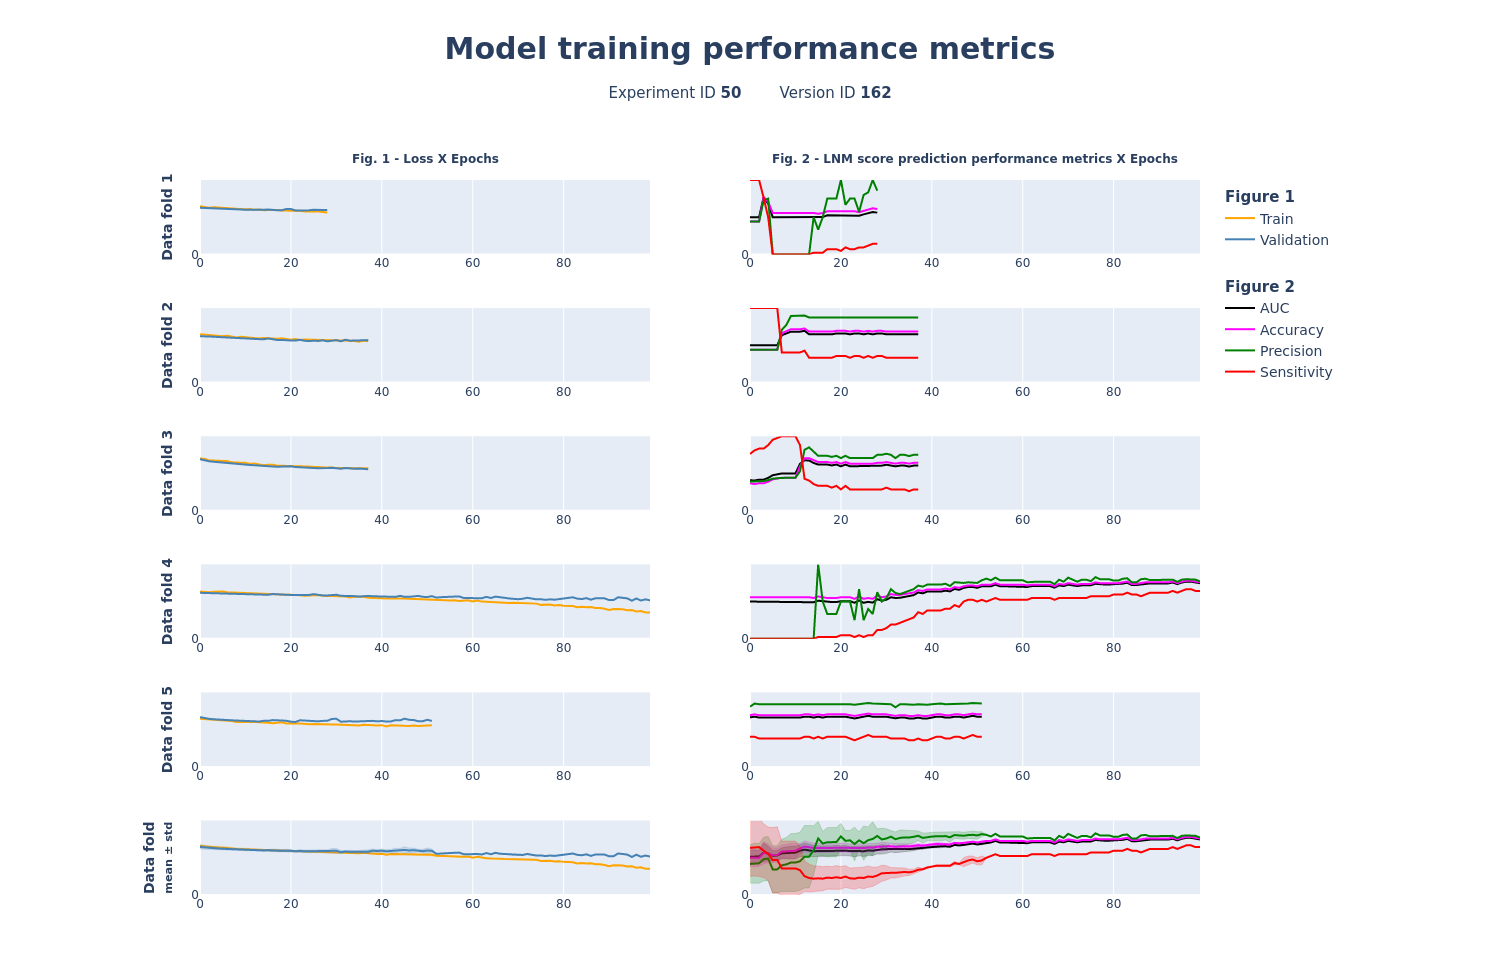 Model training performance metrics
Experiment ID 50 Version ID 162
Fig. 1 - Loss X Epochs
Fig. 2 - LNM score prediction performance metrics X Epochs
Data fold 1
0
0 20 40 60 80
0
0 20 40 60 80
Figure 1
Train
Validation
Figure 2
AUC
Accuracy
Precision
Sensitivity
Data fold 2
0
0 20 40 60 80
0
0 20 40 60 80
Data fold 3
0
0 20 40 60 80
0
0 20 40 60 80
Data fold 4
0
0 20 40 60 80
0
0 20 40 60 80
Data fold 5
0
0 20 40 60 80
0
0 20 40 60 80
Data fold
mean ± std
0
0 20 40 60 80
0
0 20 40 60 80